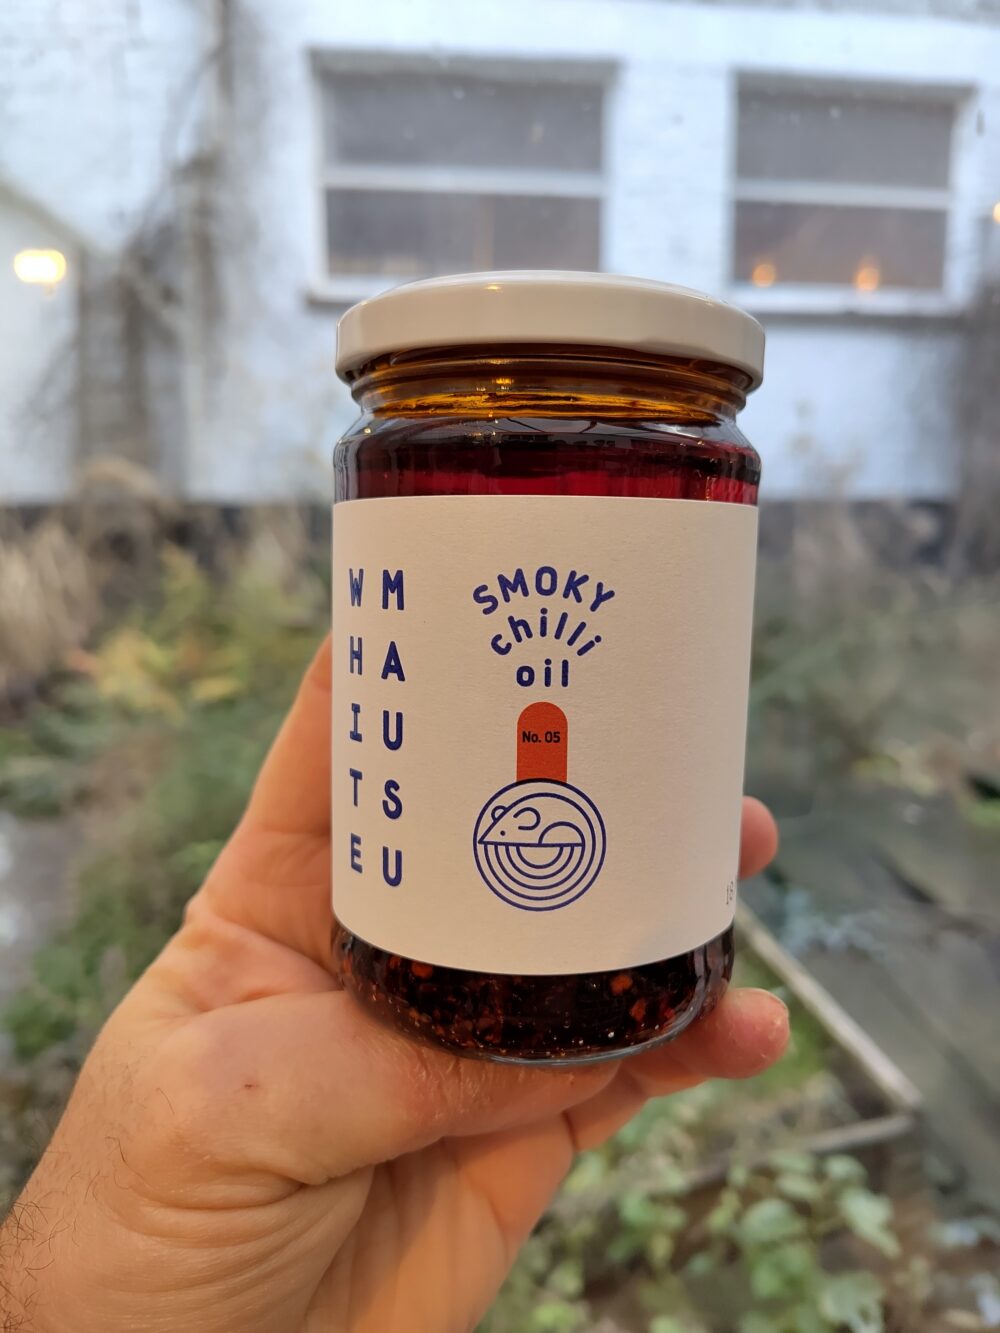 WHITE
MAUSU
SMOKY
chilli
oil
No. 05